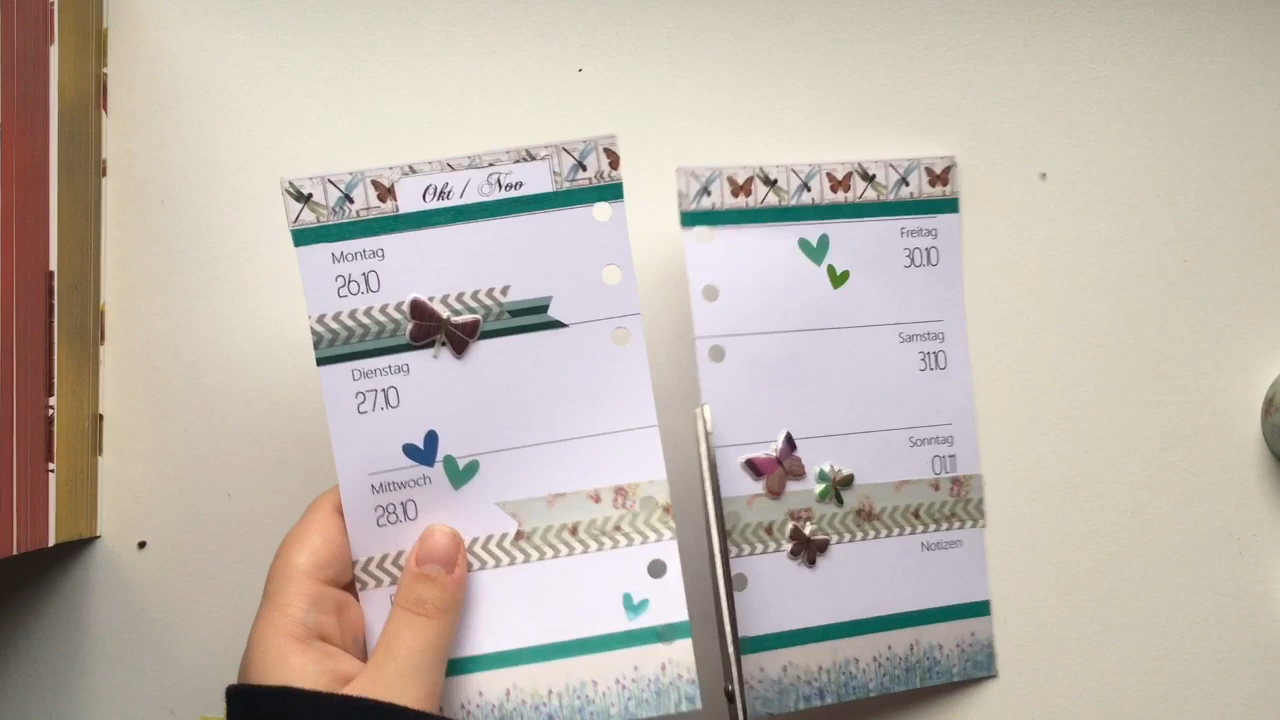 Okt / Nov
Montag
26.10
Dienstag
27.10
Mittwoch
28.10
Freitag
30.10
Samstag
31.10
Sonntag
01.11
Notizen